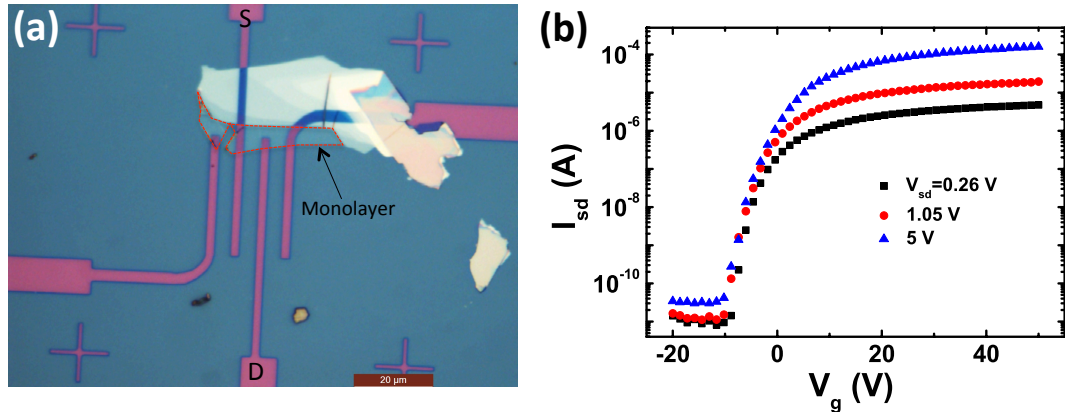 (a)
S
Monolayer
D
20 μm
(b)
I_sd (A)
10⁻⁴
10⁻⁶
10⁻⁸
10⁻¹⁰
V_sd=0.26 V
1.05 V
5 V
-20 0 20 40
V_g (V)